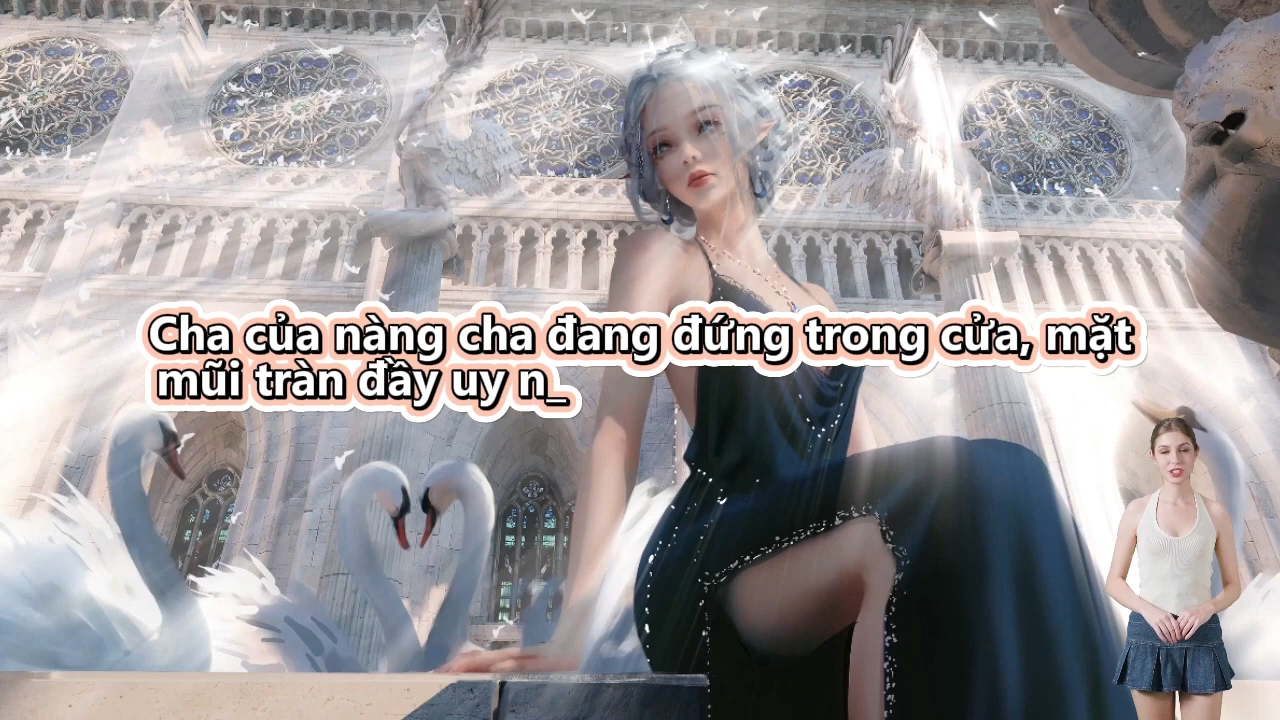 Cha của nàng cha đang đứng trong cửa, mặt
mũi tràn đầy uy n_